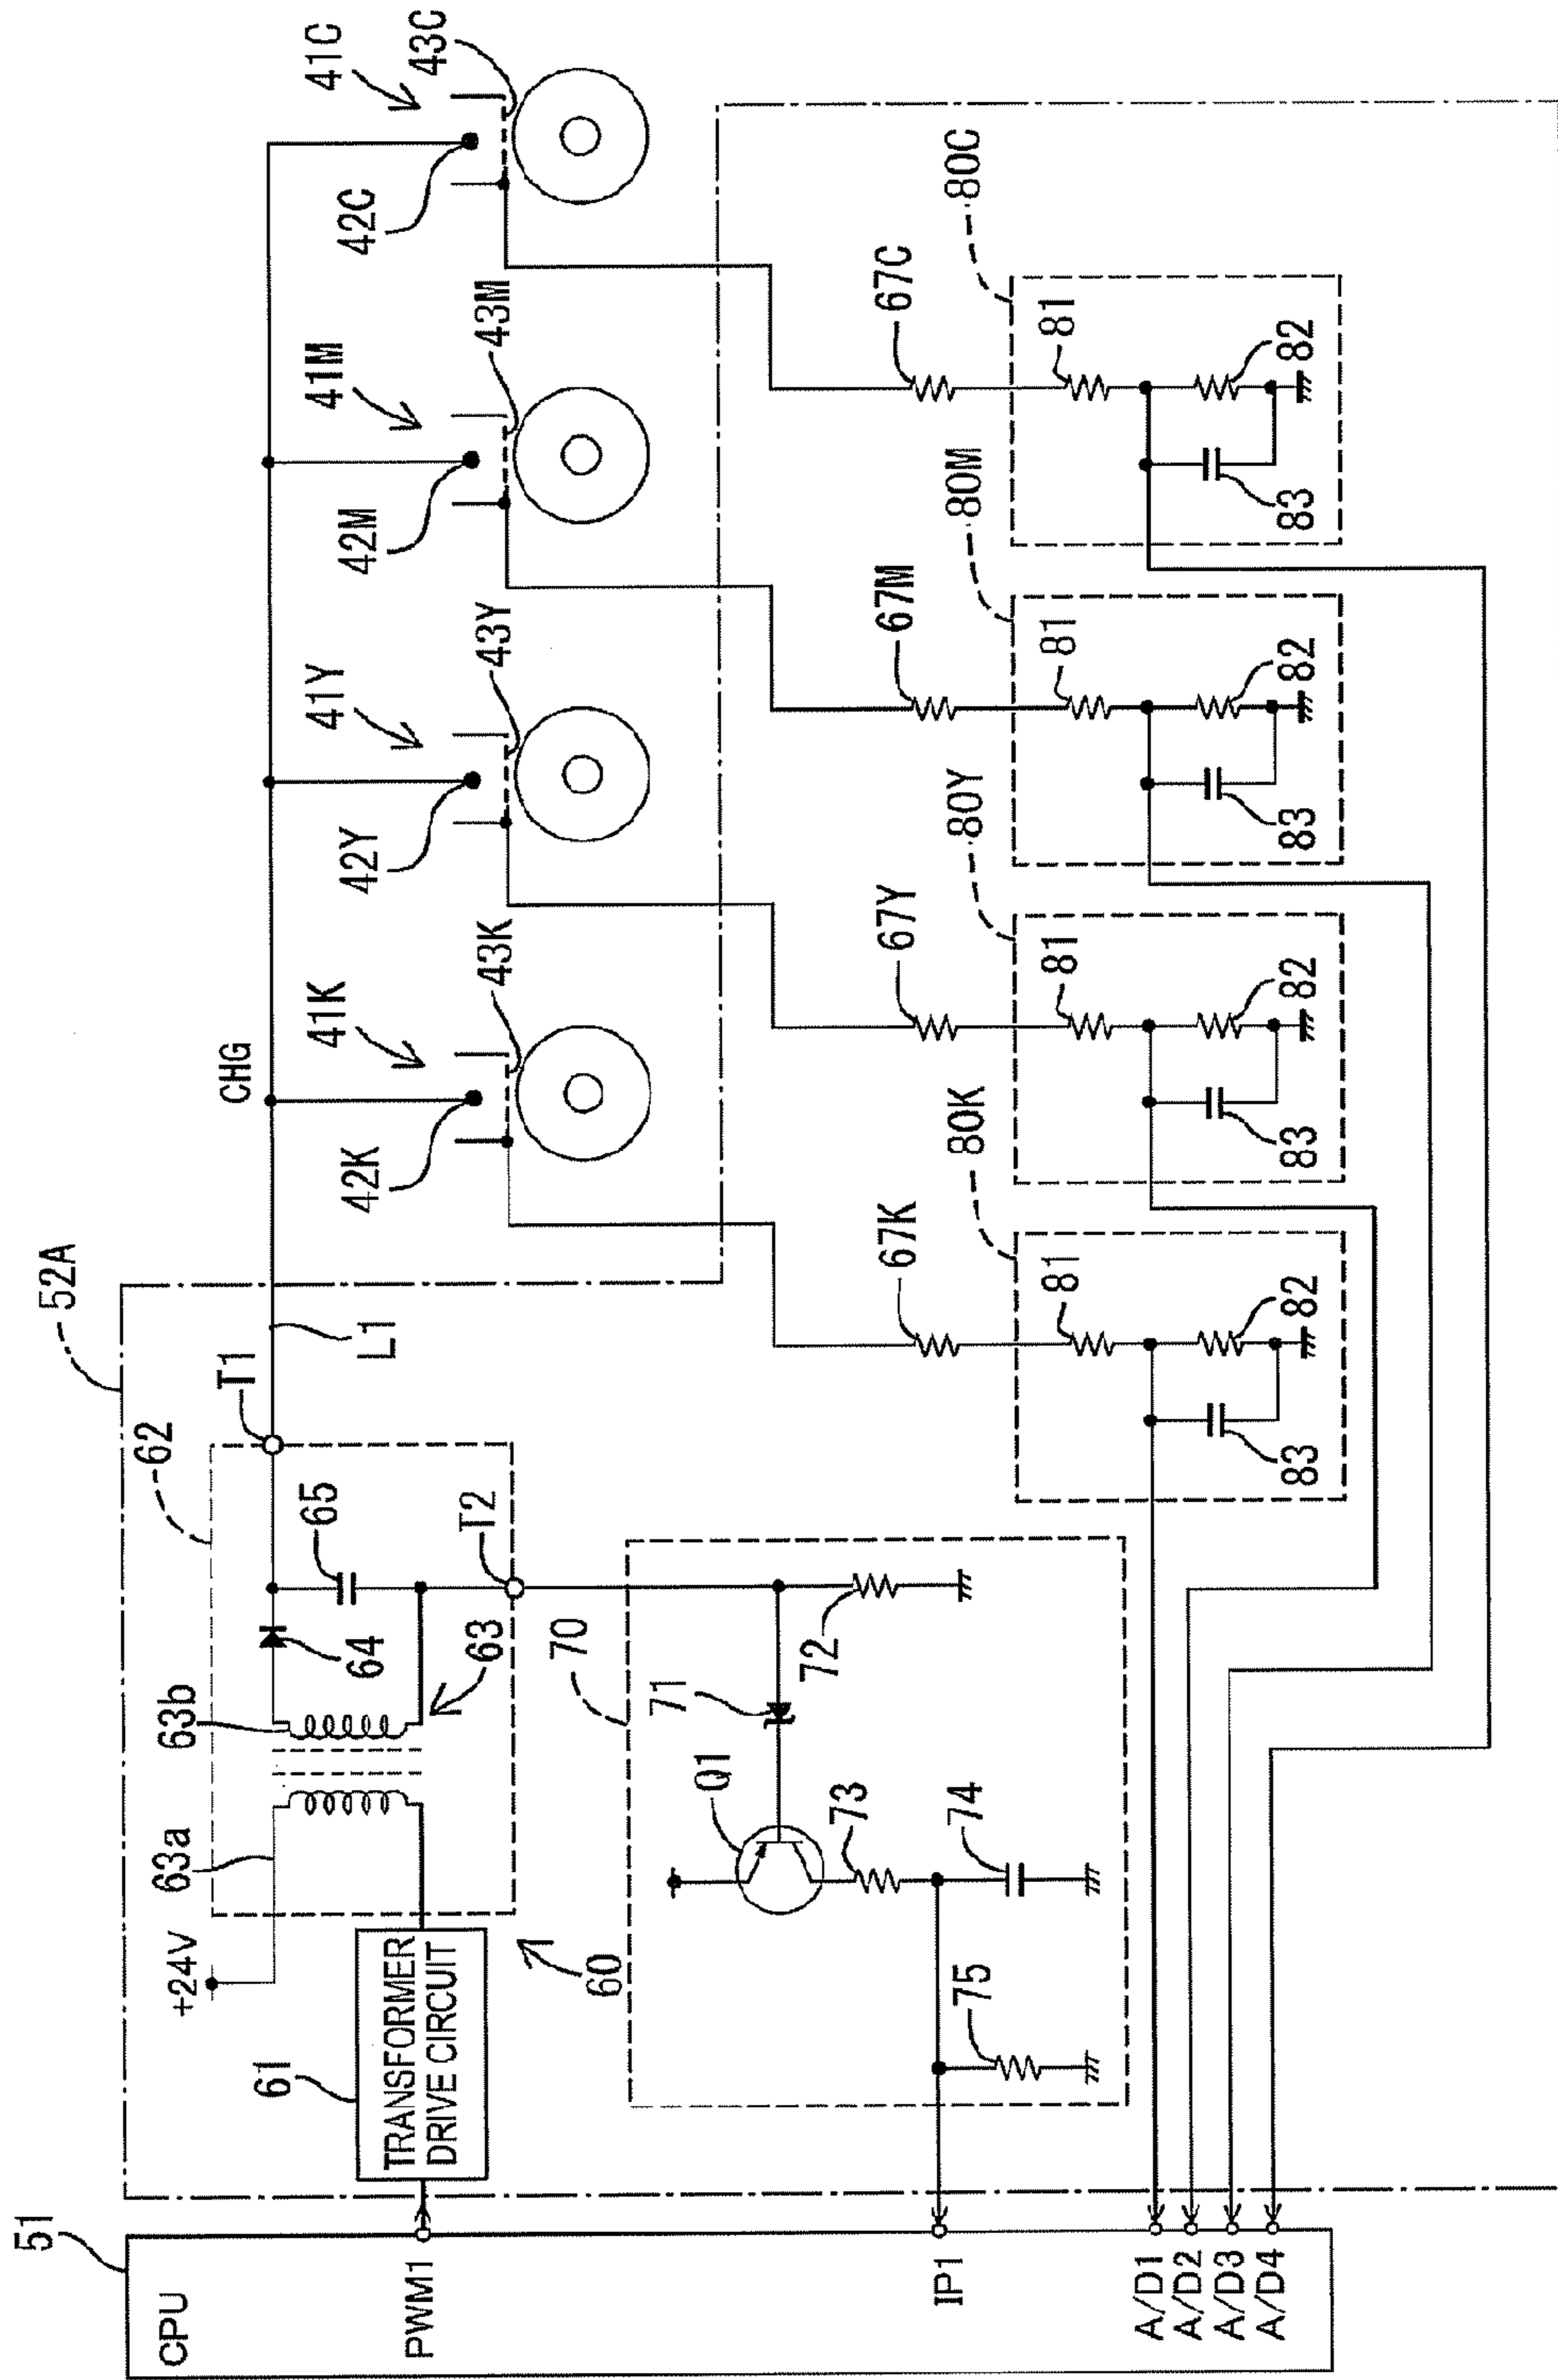 51
CPU
PWM1
IP1
A/D1
A/D2
A/D3
A/D4
52A
+24V
61
TRANSFORMER
DRIVE CIRCUIT
60
62
63a
63b
63
64
65
T1
T2
L1
CHG
70
Q1
71
72
73
74
75
41K
42K
43K
41Y
42Y
43Y
41M
42M
43M
41C
42C
43C
67K
67Y
67M
67C
80K
81
82
83
80Y
81
82
83
80M
81
82
83
80C
81
82
83